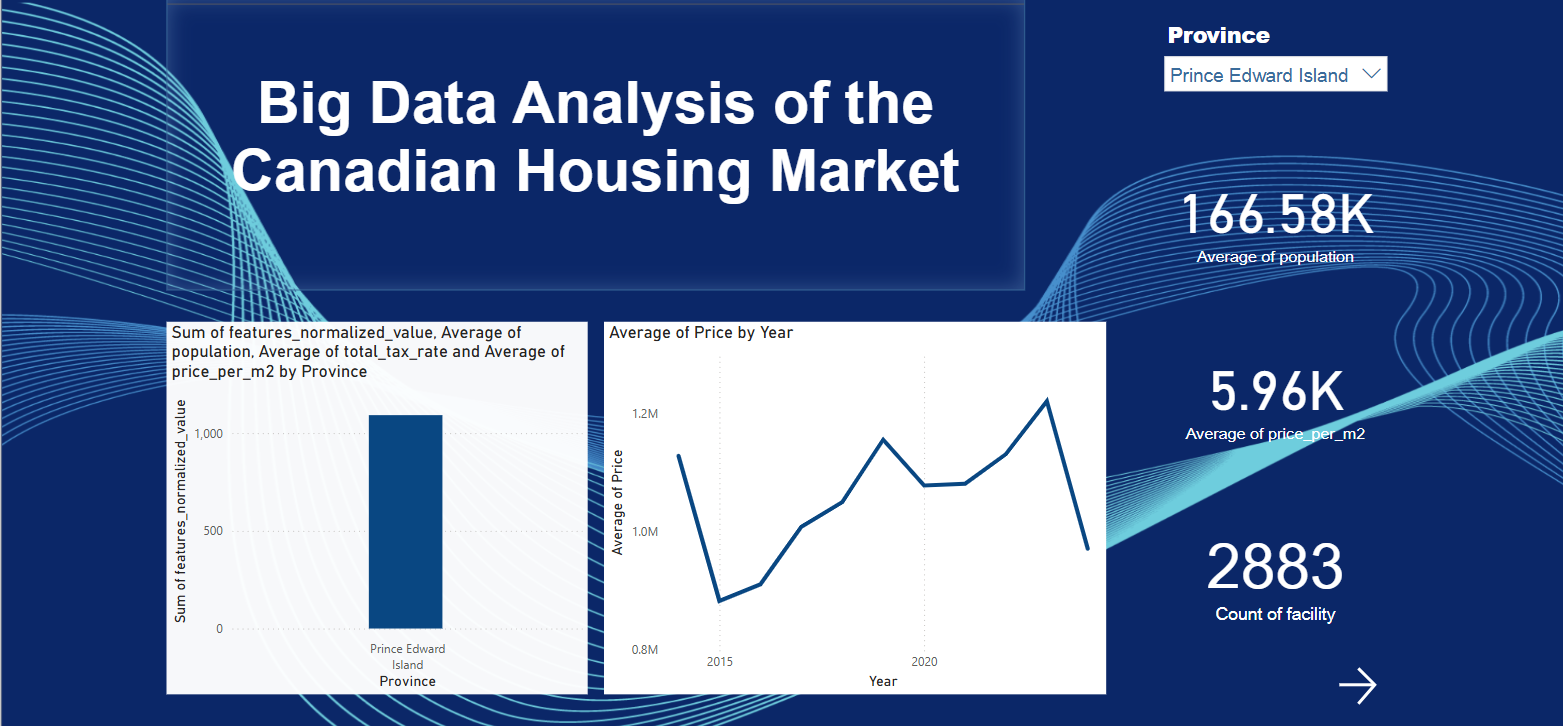 Big Data Analysis of the
Canadian Housing Market
Province
Prince Edward Island
166.58K
Average of population
5.96K
Average of price_per_m2
2883
Count of facility
Sum of features_normalized_value, Average of
population, Average of total_tax_rate and Average of
price_per_m2 by Province
Sum of features_normalized_value
1,000
500
0
Prince Edward
Island
Province
Average of Price by Year
Average of Price
1.2M
1.0M
0.8M
2015
2020
Year